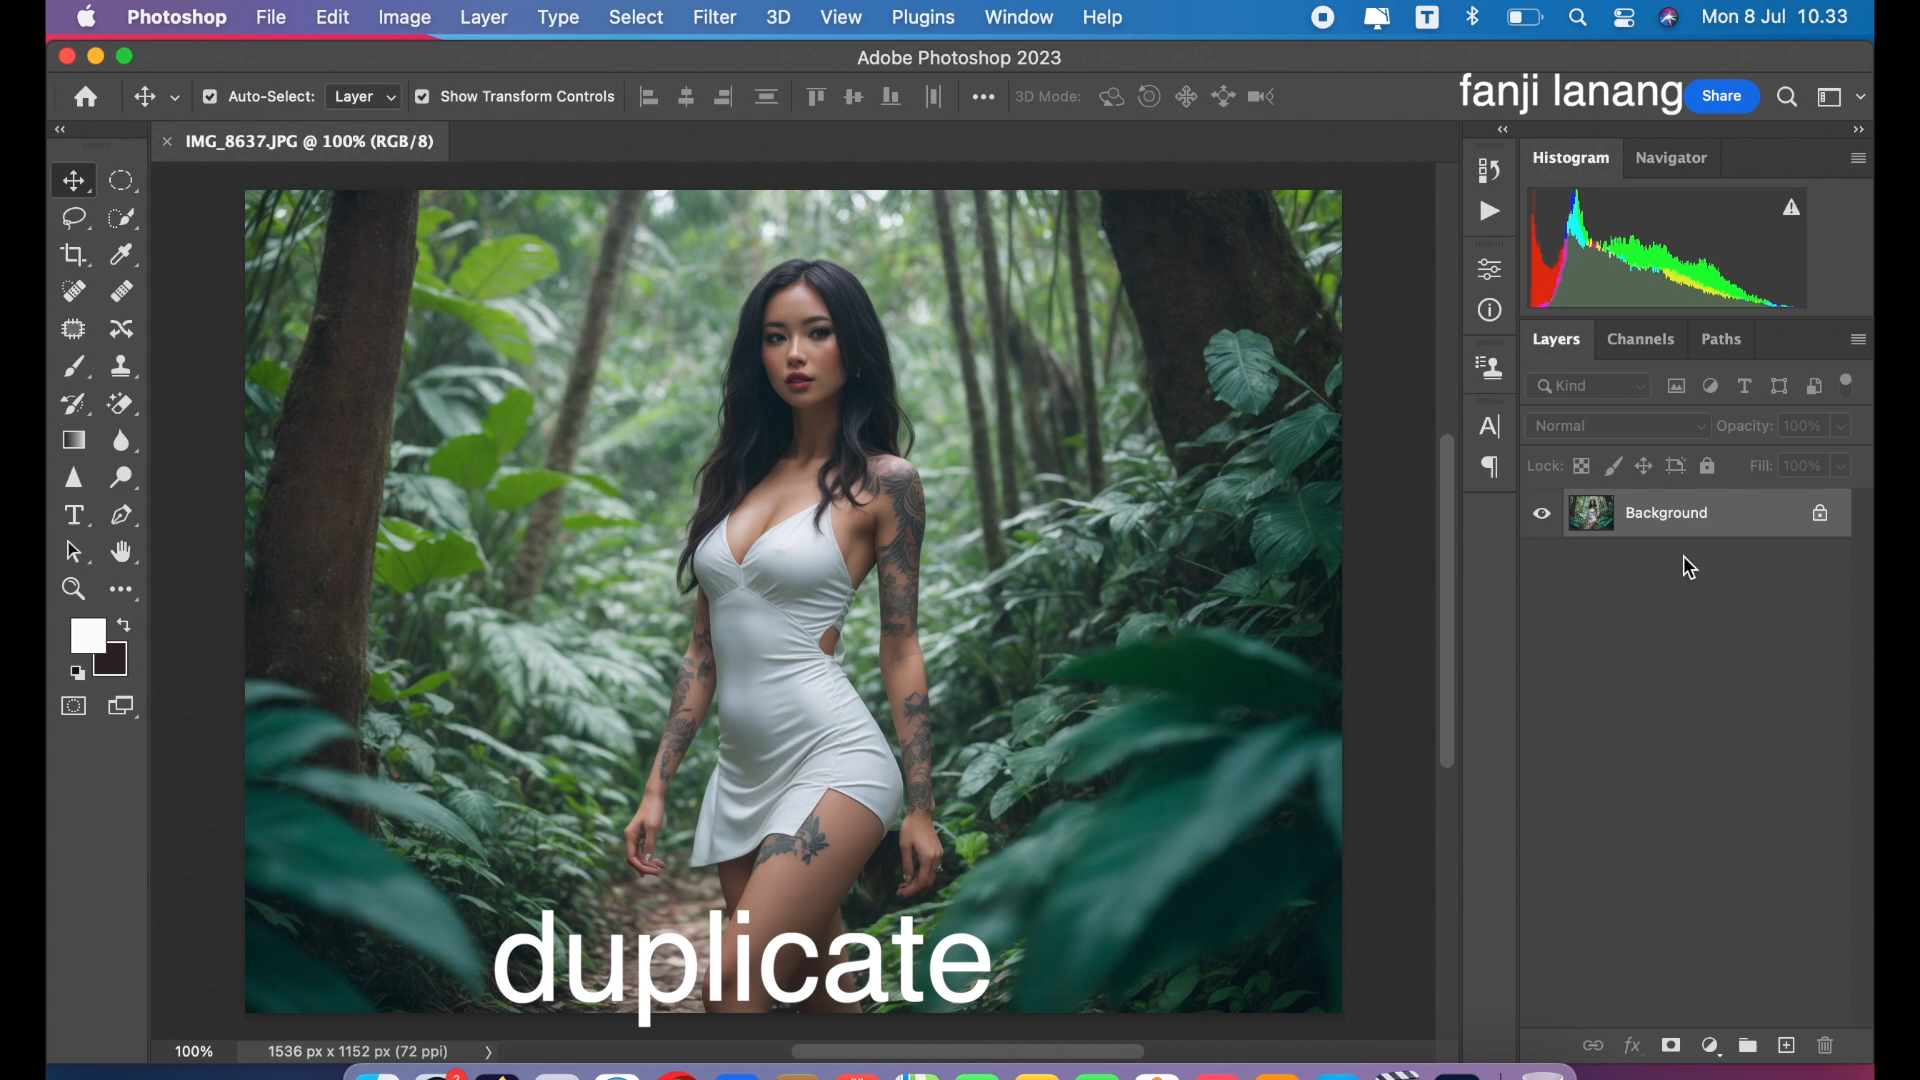 Photoshop File Edit Image Layer Type Select Filter 3D View Plugins Window Help T Mon 8 Jul 10.33
Adobe Photoshop 2023
Auto-Select: Layer Show Transform Controls 3D Mode: fanji lanang Share
IMG_8637.JPG @ 100% (RGB/8)
Histogram Navigator
Layers Channels Paths
Kind
Normal Opacity: 100%
Lock: Fill: 100%
Background
duplicate
100% 1536 px x 1152 px (72 ppi)
2